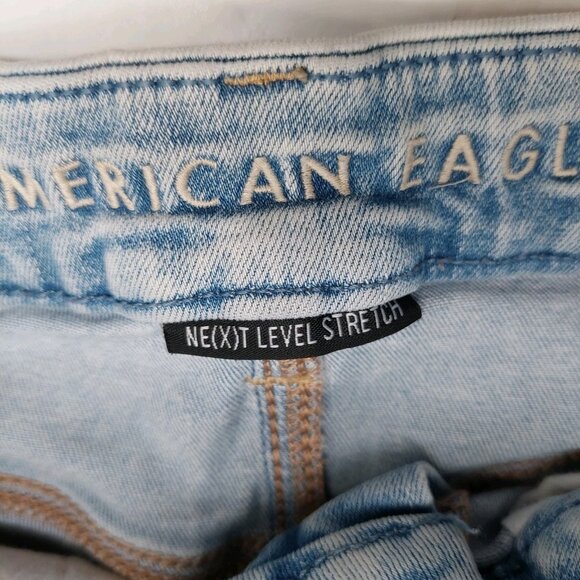 MERICAN EAGL
NE(X)T LEVEL STRETCH